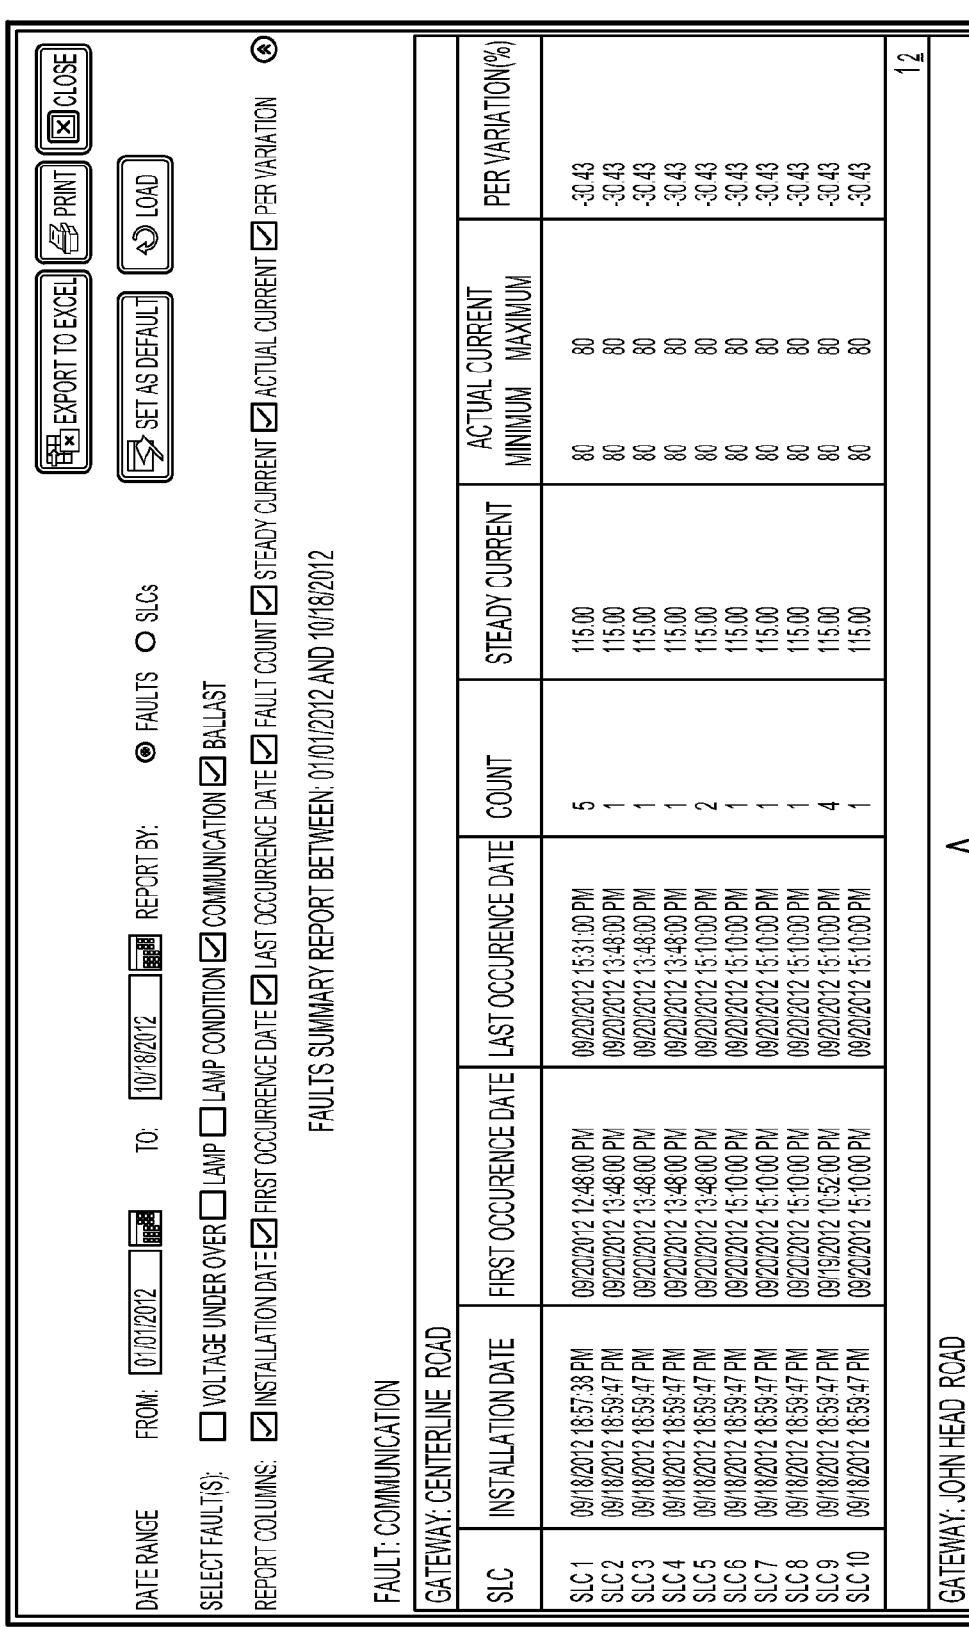 EXPORT TO EXCEL PRINT CLOSE
DATE RANGE FROM: 01/01/2012 TO: 10/18/2012 REPORT BY: FAULTS SLCs SET AS DEFAULT LOAD
SELECT FAULT(S): VOLTAGE UNDER OVER LAMP LAMP CONDITION COMMUNICATION BALLAST
REPORT COLUMNS: INSTALLATION DATE FIRST OCCURRENCE DATE LAST OCCURRENCE DATE FAULT COUNT STEADY CURRENT ACTUAL CURRENT PER VARIATION
FAULTS SUMMARY REPORT BETWEEN: 01/01/2012 AND 10/18/2012
FAULT: COMMUNICATION
GATEWAY: CENTERLINE ROAD
SLC INSTALLATION DATE FIRST OCCURENCE DATE LAST OCCURENCE DATE COUNT STEADY CURRENT ACTUAL CURRENT PER VARIATION(%)
MINIMUM MAXIMUM
SLC 1 09/18/2012 18:57:38 PM 09/20/2012 12:48:00 PM 09/20/2012 15:31:00 PM 5 115.00 80 80 -30.43
SLC 2 09/18/2012 18:59:47 PM 09/20/2012 13:48:00 PM 09/20/2012 13:48:00 PM 1 115.00 80 80 -30.43
SLC 3 09/18/2012 18:59:47 PM 09/20/2012 13:48:00 PM 09/20/2012 13:48:00 PM 1 115.00 80 80 -30.43
SLC 4 09/18/2012 18:59:47 PM 09/20/2012 13:48:00 PM 09/20/2012 13:48:00 PM 1 115.00 80 80 -30.43
SLC 5 09/18/2012 18:59:47 PM 09/20/2012 13:48:00 PM 09/20/2012 15:10:00 PM 2 115.00 80 80 -30.43
SLC 6 09/18/2012 18:59:47 PM 09/20/2012 15:10:00 PM 09/20/2012 15:10:00 PM 1 115.00 80 80 -30.43
SLC 7 09/18/2012 18:59:47 PM 09/20/2012 15:10:00 PM 09/20/2012 15:10:00 PM 1 115.00 80 80 -30.43
SLC 8 09/18/2012 18:59:47 PM 09/20/2012 15:10:00 PM 09/20/2012 15:10:00 PM 1 115.00 80 80 -30.43
SLC 9 09/18/2012 18:59:47 PM 09/19/2012 10:52:00 PM 09/20/2012 15:10:00 PM 4 115.00 80 80 -30.43
SLC 10 09/18/2012 18:59:47 PM 09/20/2012 15:10:00 PM 09/20/2012 15:10:00 PM 1 115.00 80 80 -30.43
1 2
GATEWAY: JOHN HEAD ROAD